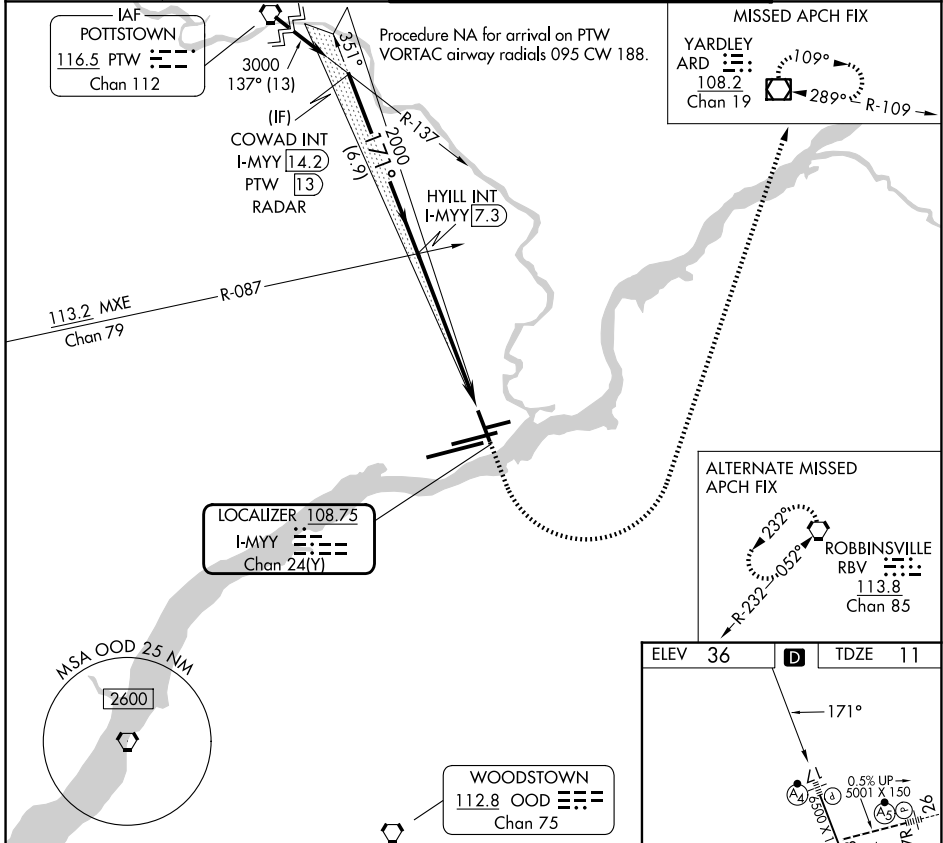 IAF
POTTSTOWN
116.5 PTW
Chan 112
3000
137° (13)
351°
Procedure NA for arrival on PTW
VORTAC airway radials 095 CW 188.
MISSED APCH FIX
YARDLEY
ARD
108.2
Chan 19
109°
289°
R-109
(IF)
COWAD INT
I-MYY 14.2
PTW 13
RADAR
R-137
2000
171°
(6.9)
HYILL INT
I-MYY 7.3
113.2 MXE
Chan 79
R-087
LOCALIZER 108.75
I-MYY
Chan 24(Y)
ALTERNATE MISSED
APCH FIX
232°
052°
R-232
ROBBINSVILLE
RBV
113.8
Chan 85
MSA OOD 25 NM
2600
WOODSTOWN
112.8 OOD
Chan 75
ELEV 36
D
TDZE 11
171°
17
A4
P
0.5% UP
5001 X 150
A5
P
26
6500 X